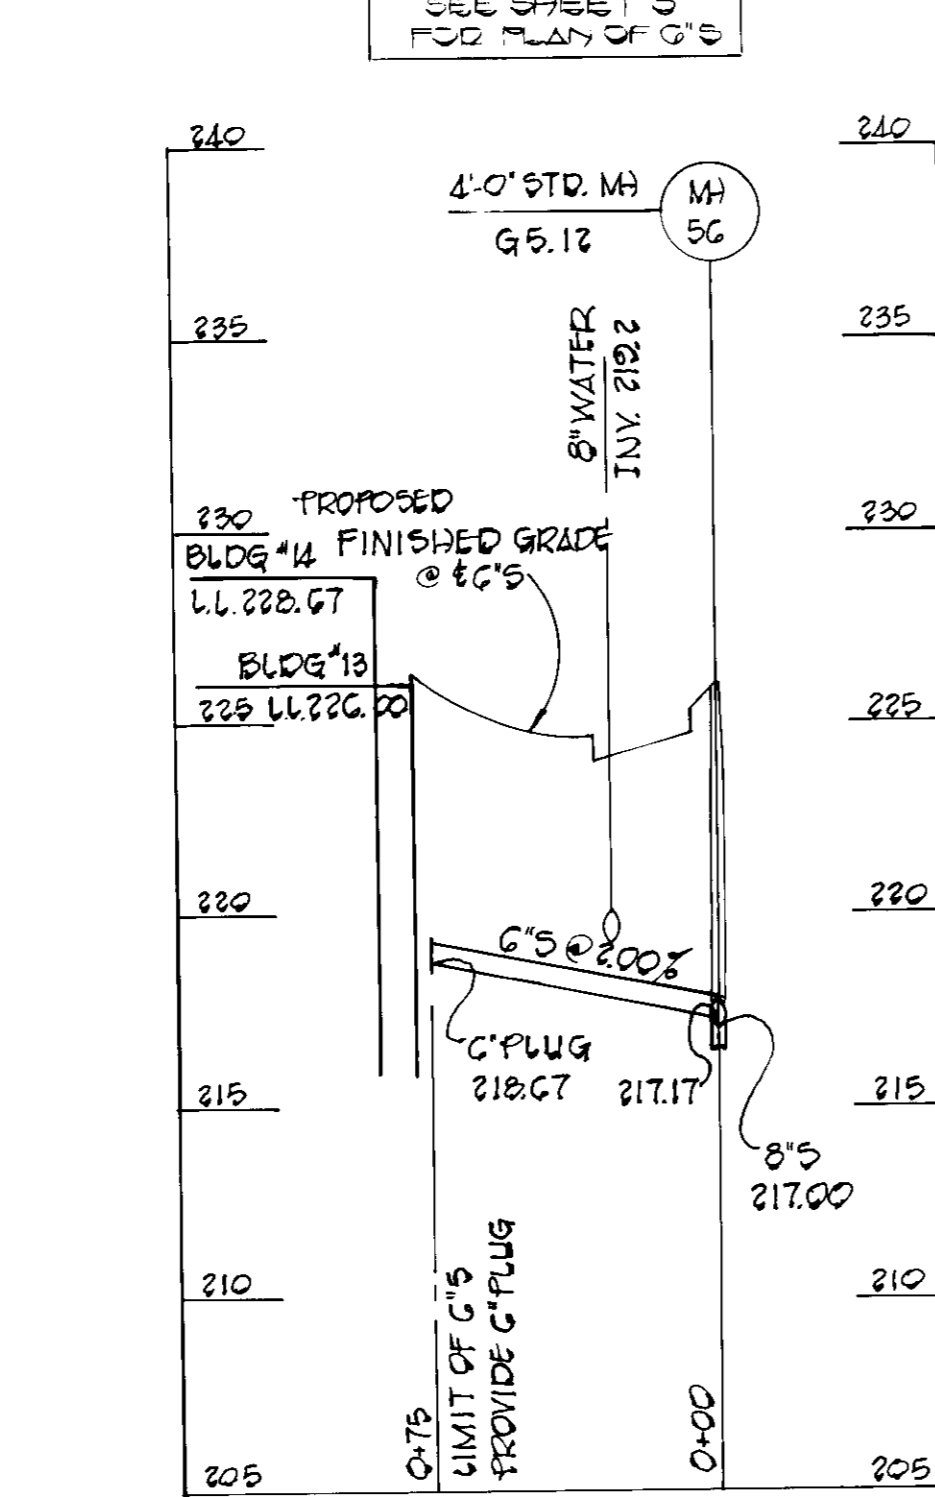 SEE SHEET 5
FOR PLAN OF 6"S
240
240
4'-0" STD. MH
G5.12
MH
56
235
235
8" WATER
INV. 219.2
230
230
PROPOSED
FINISHED GRADE
@ ℄ 6"S
BLDG #14
L.L. 228.67
BLDG #13
225 LL 226.00
225
220
220
6"S @ 2.00%
6" PLUG
218.67
217.17
215
215
8"S
217.00
210
210
LIMIT OF 6"S
PROVIDE 6" PLUG
0+75
0+00
205
205